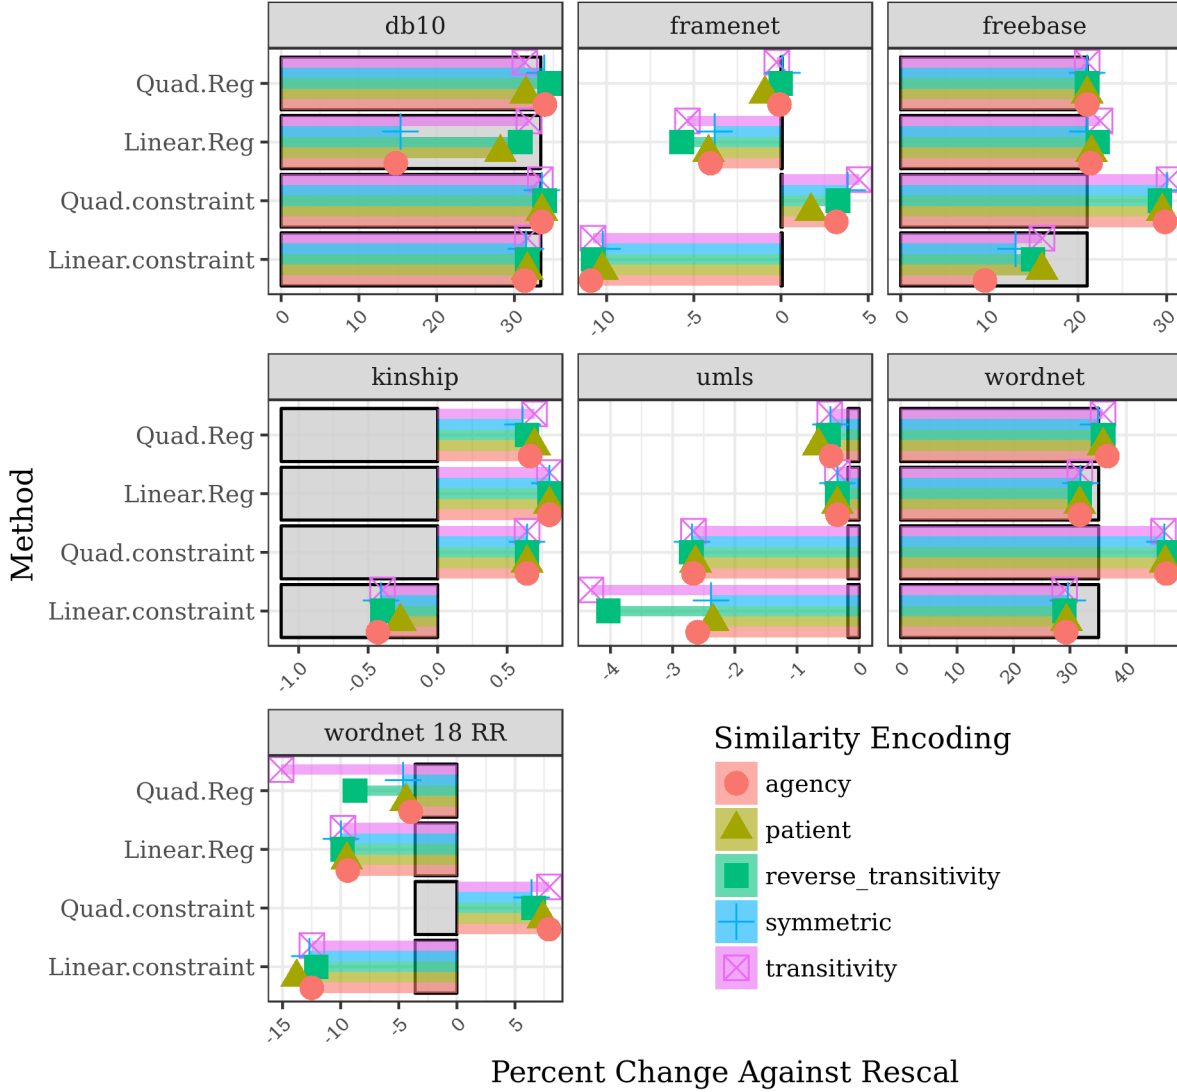 db10
framenet
freebase
Quad.Reg
Linear.Reg
Quad.constraint
Linear.constraint
0 10 20 30
-10 -5 0 5
0 10 20 30
kinship
umls
wordnet
Method
Quad.Reg
Linear.Reg
Quad.constraint
Linear.constraint
-1.0 -0.5 0.0 0.5
-4 -3 -2 -1 0
0 10 20 30 40
wordnet 18 RR
Quad.Reg
Linear.Reg
Quad.constraint
Linear.constraint
-15 -10 -5 0 5
Similarity Encoding
agency
patient
reverse_transitivity
symmetric
transitivity
Percent Change Against Rescal